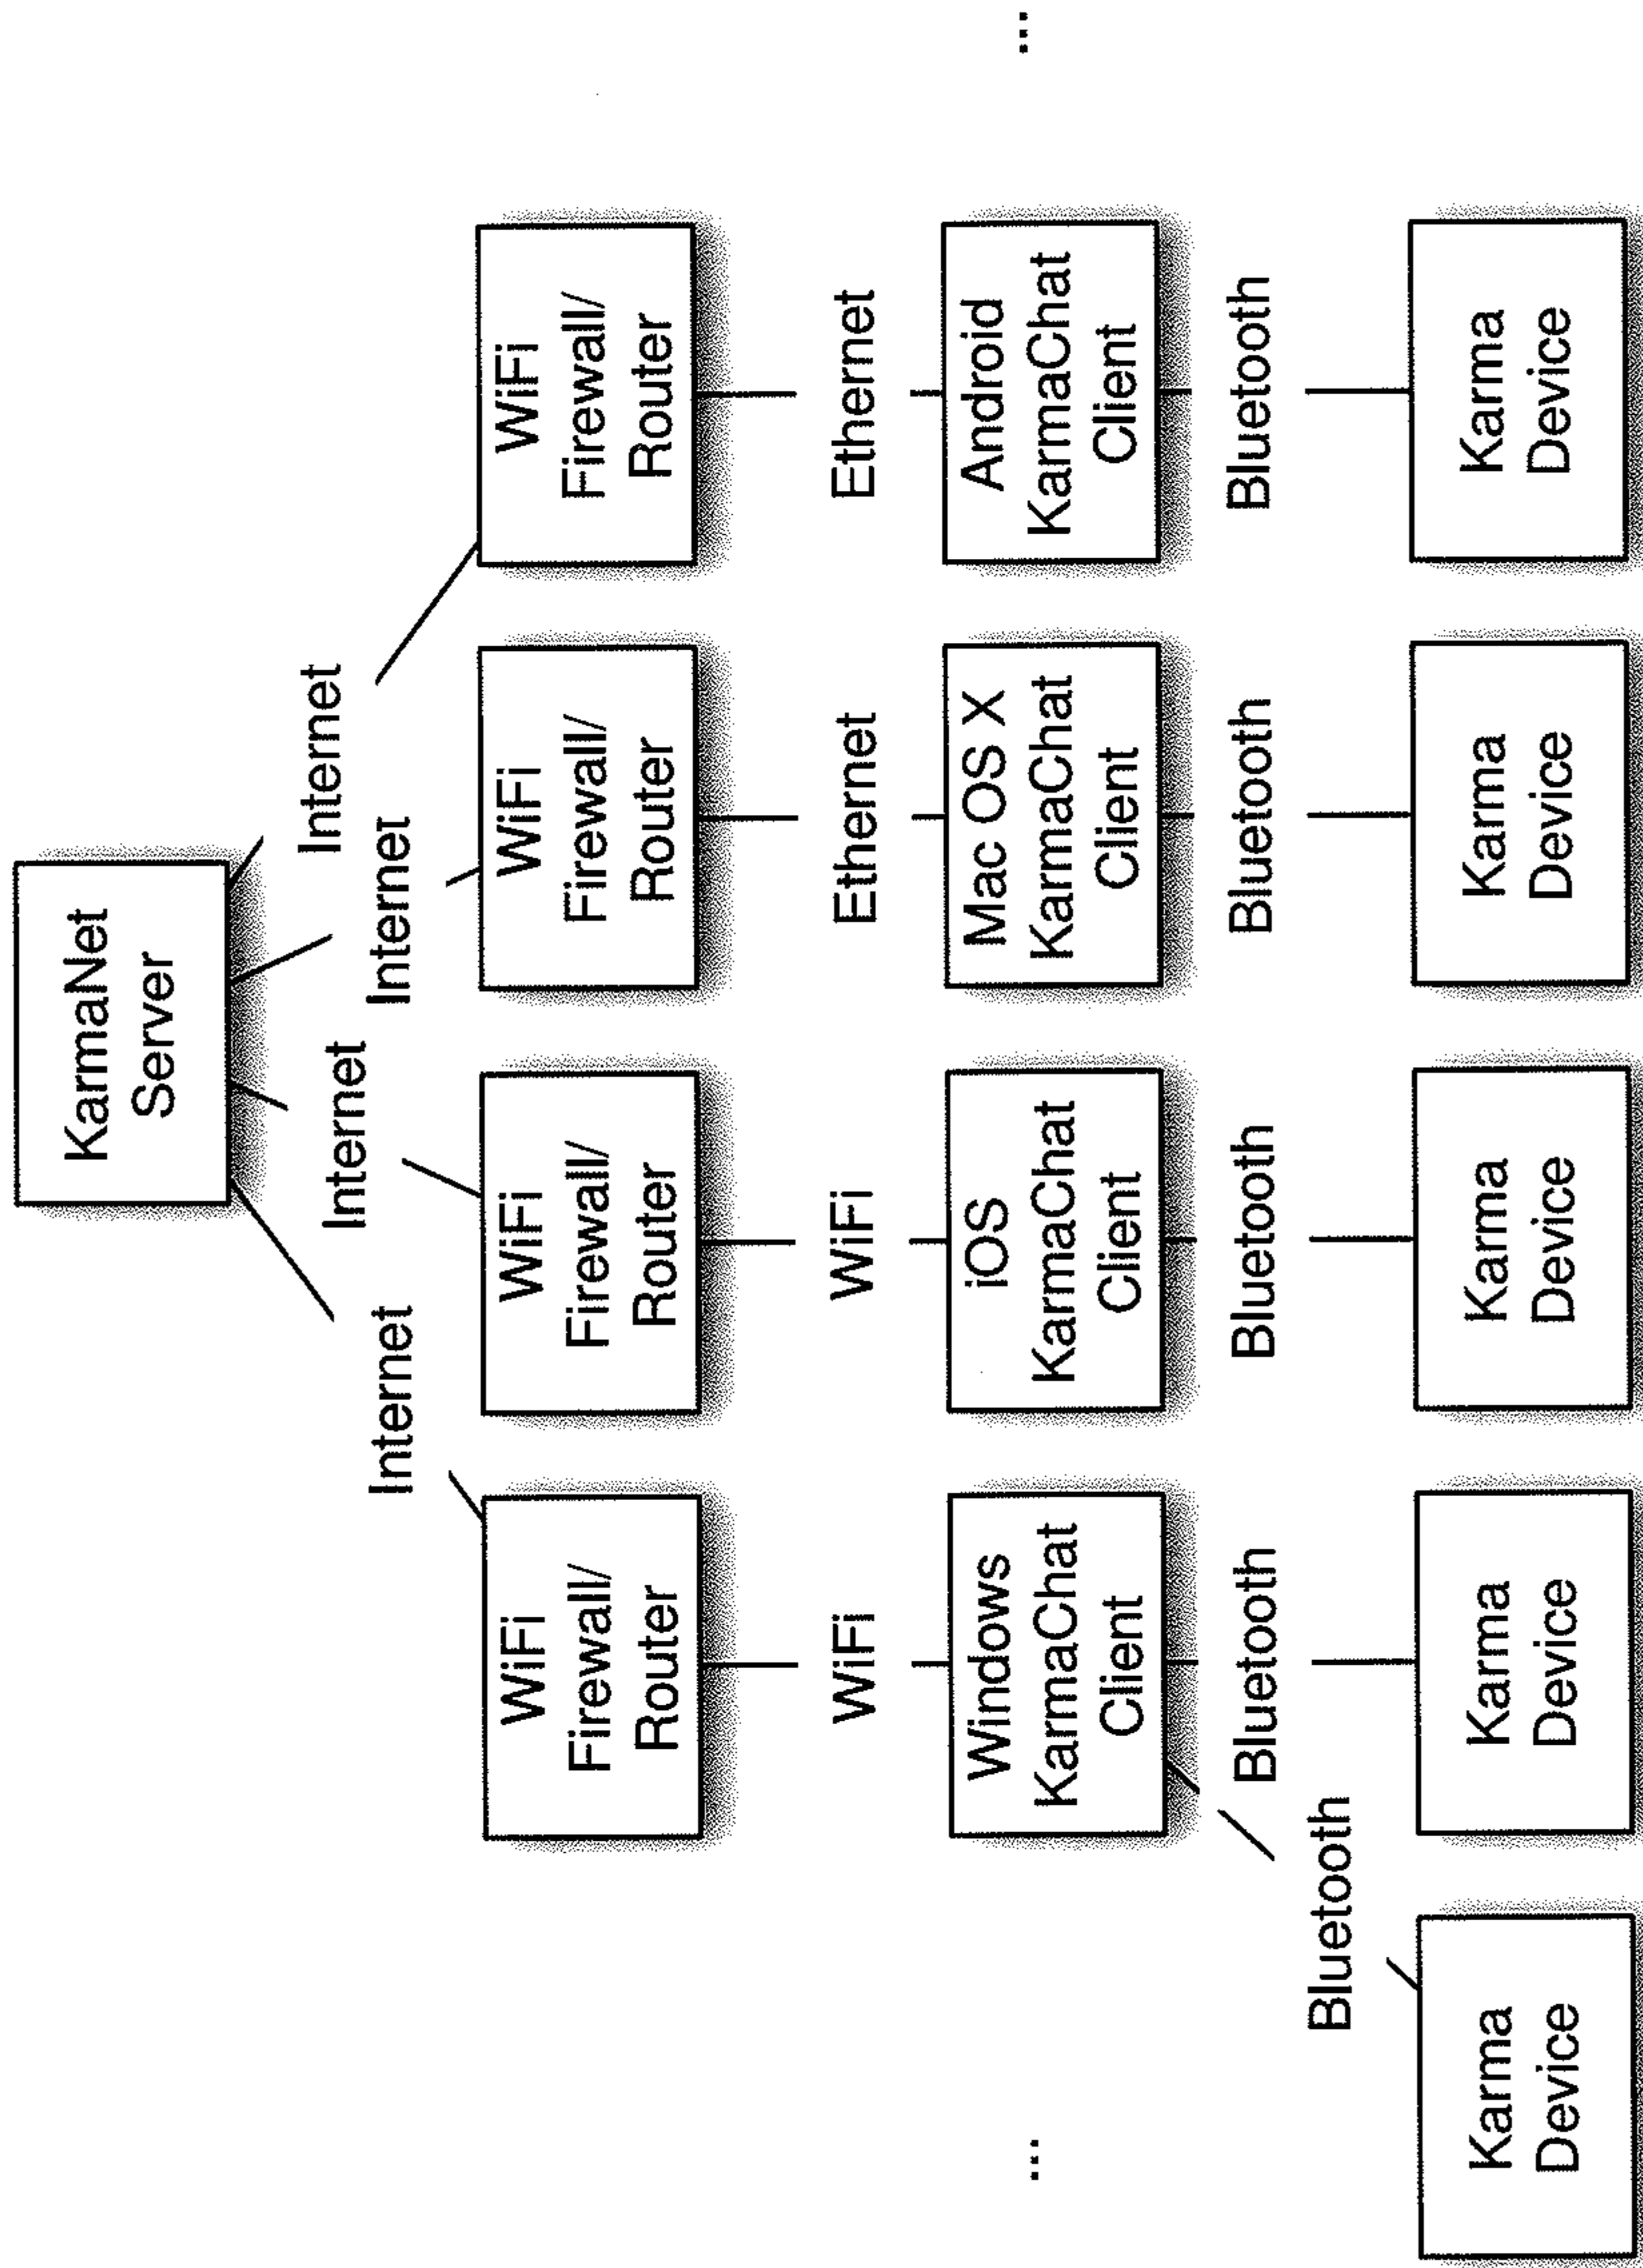 KarmaNet
Server
Internet
Internet
Internet
Internet
WiFi
Firewall/
Router
WiFi
Firewall/
Router
WiFi
Firewall/
Router
WiFi
Firewall/
Router
WiFi
WiFi
Ethernet
Ethernet
...
Windows
KarmaChat
Client
iOS
KarmaChat
Client
Mac OS X
KarmaChat
Client
Android
KarmaChat
Client
...
Bluetooth
Bluetooth
Bluetooth
Bluetooth
Bluetooth
Karma
Device
Karma
Device
Karma
Device
Karma
Device
Karma
Device